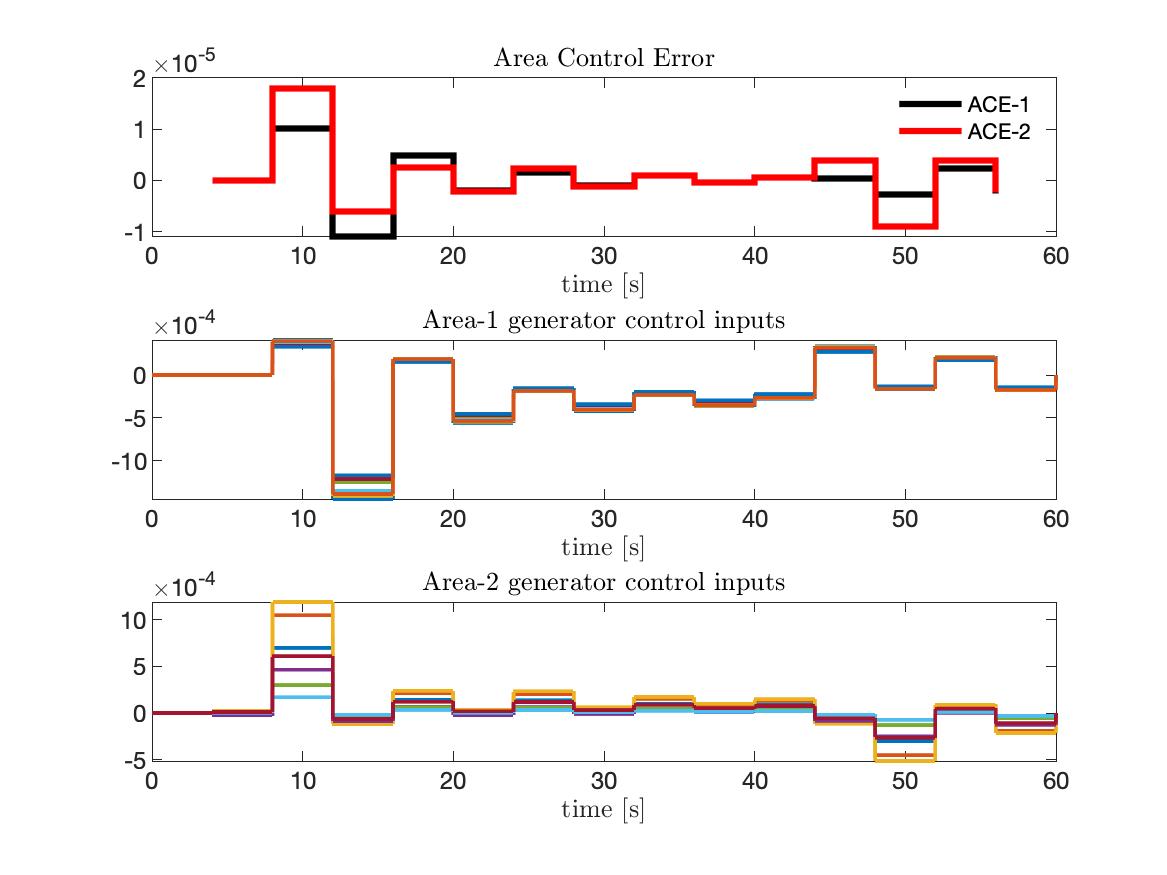 ×10-5
Area Control Error
2
1
0
-1
ACE-1
ACE-2
0 10 20 30 40 50 60
time [s]
×10-4
Area-1 generator control inputs
0
-5
-10
0 10 20 30 40 50 60
time [s]
×10-4
Area-2 generator control inputs
10
5
0
-5
0 10 20 30 40 50 60
time [s]